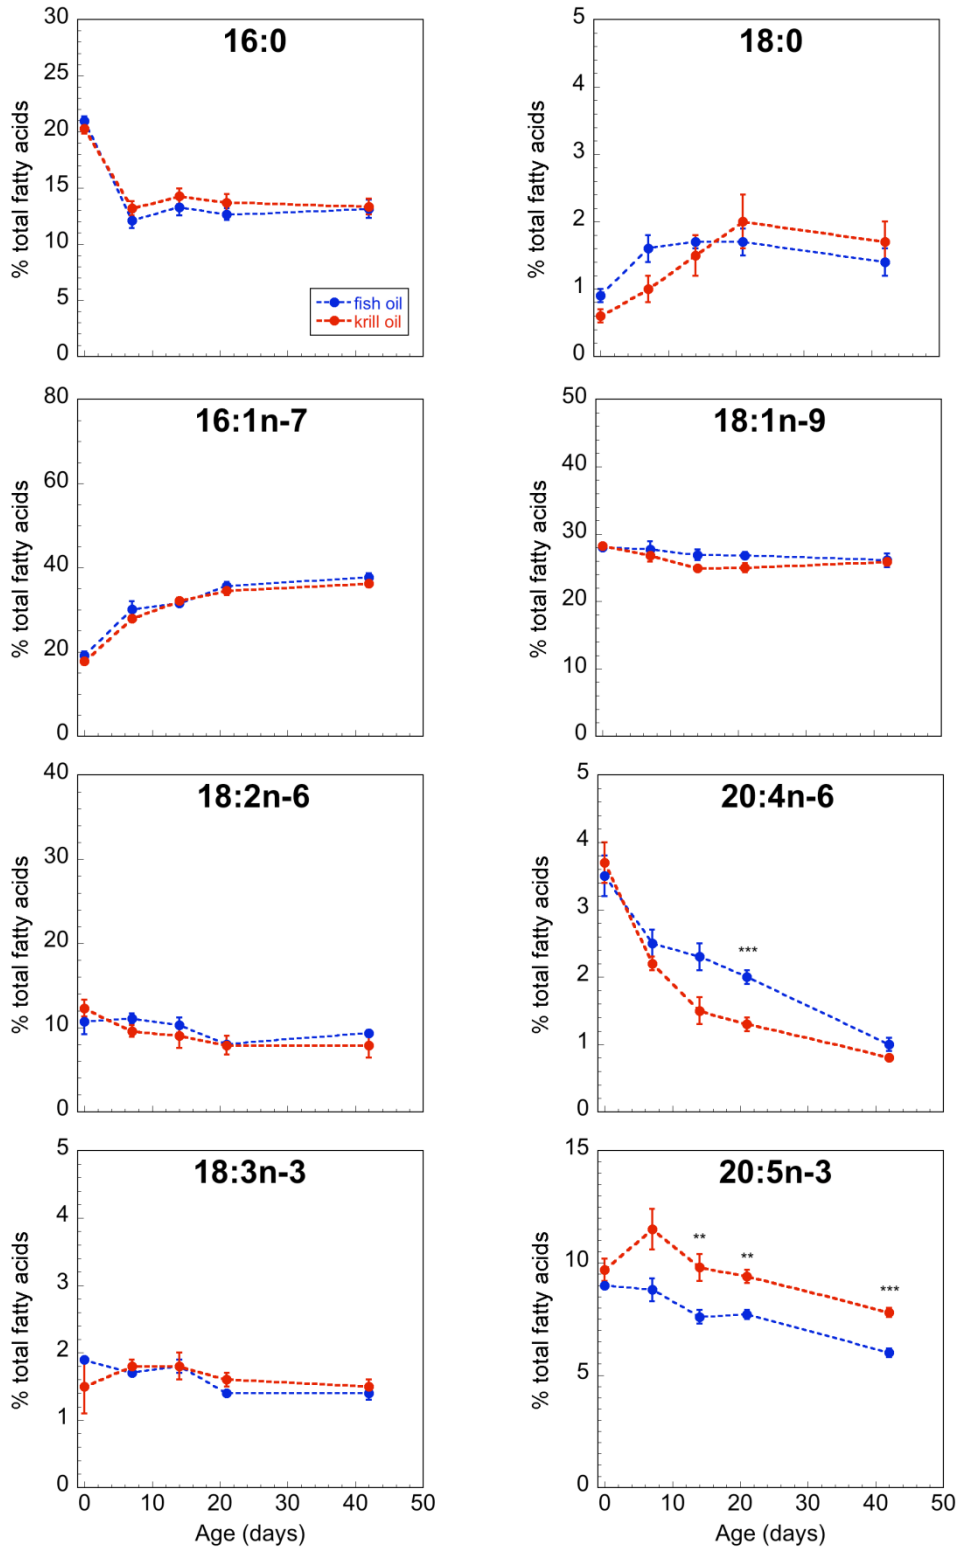 16:0
% total fatty acids
30
25
20
15
10
5
0
fish oil
krill oil
18:0
% total fatty acids
5
4
3
2
1
0
16:1n-7
% total fatty acids
80
60
40
20
0
18:1n-9
% total fatty acids
50
40
30
20
10
0
18:2n-6
% total fatty acids
40
30
20
10
0
20:4n-6
% total fatty acids
5
4
3
2
1
0
***
18:3n-3
% total fatty acids
5
4
3
2
1
0
0 10 20 30 40 50
Age (days)
20:5n-3
% total fatty acids
15
10
5
0
**
**
***
0 10 20 30 40 50
Age (days)